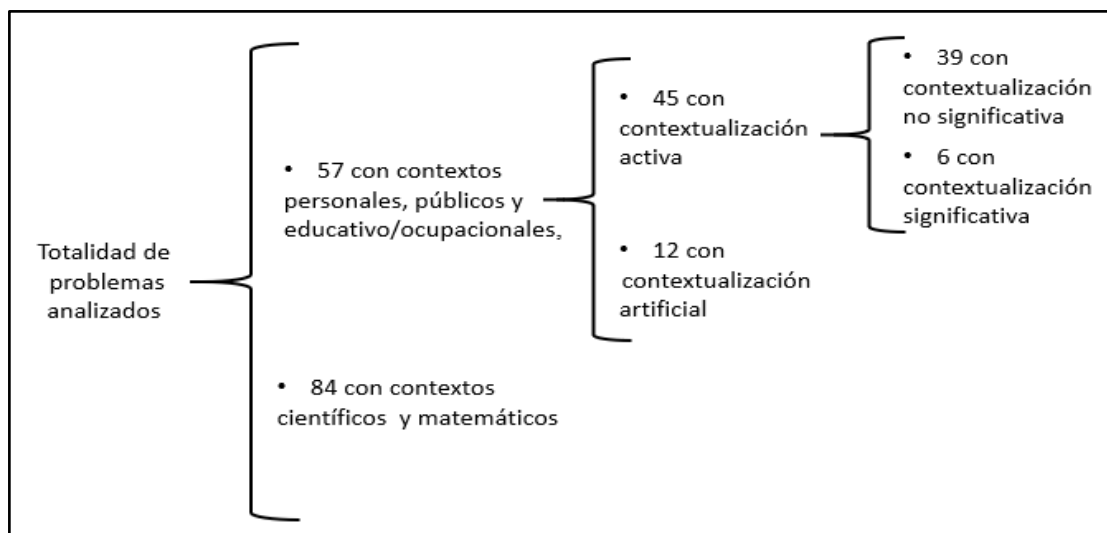 Totalidad de
problemas
analizados
• 57 con contextos
personales, públicos y
educativo/ocupacionales,
• 84 con contextos
científicos y matemáticos
• 45 con
contextualización
activa
• 12 con
contextualización
artificial
• 39 con
contextualización
no significativa
• 6 con
contextualización
significativa